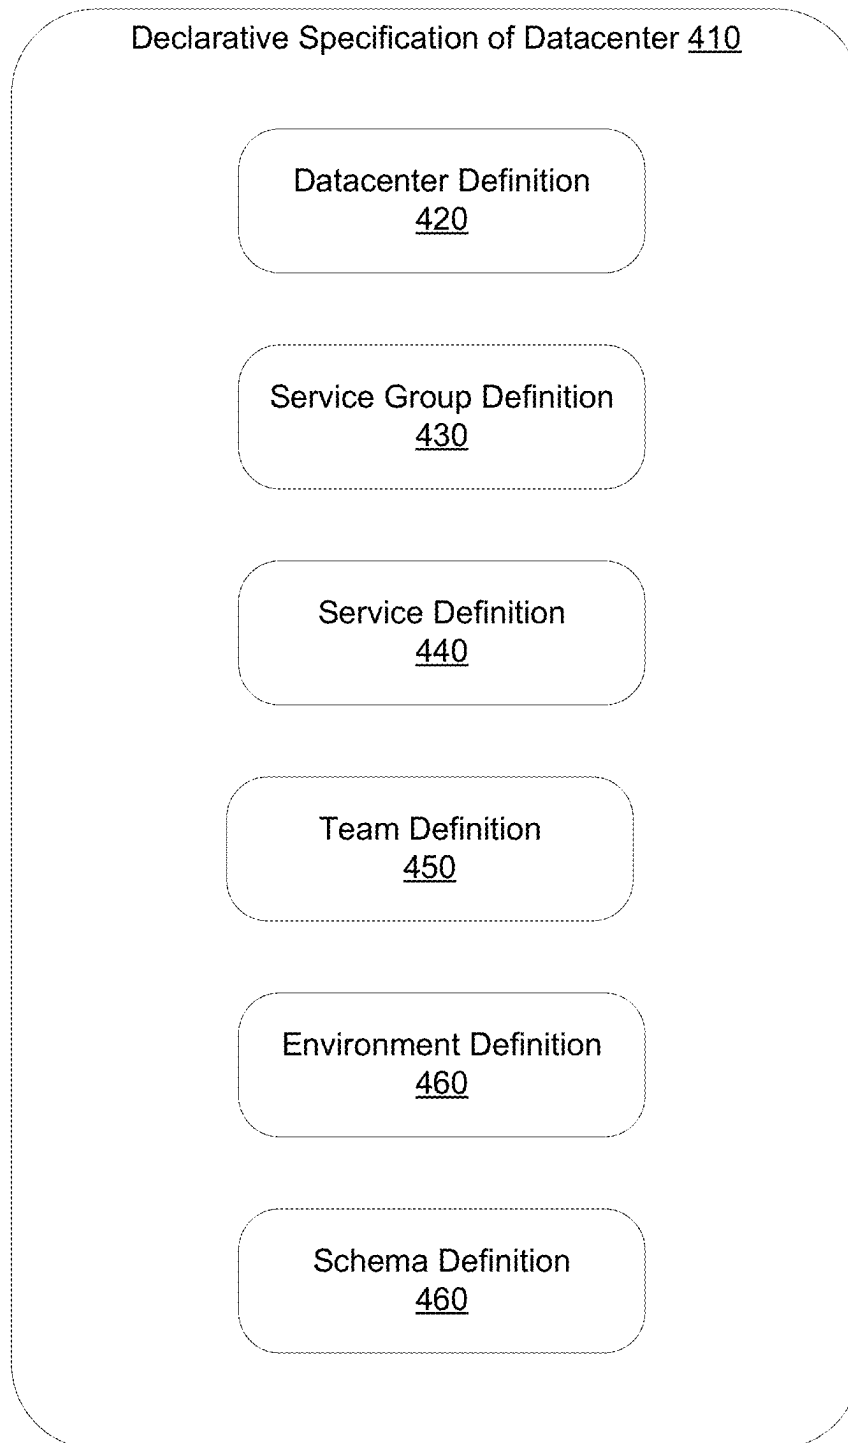 Declarative Specification of Datacenter 410
Datacenter Definition
420
Service Group Definition
430
Service Definition
440
Team Definition
450
Environment Definition
460
Schema Definition
460